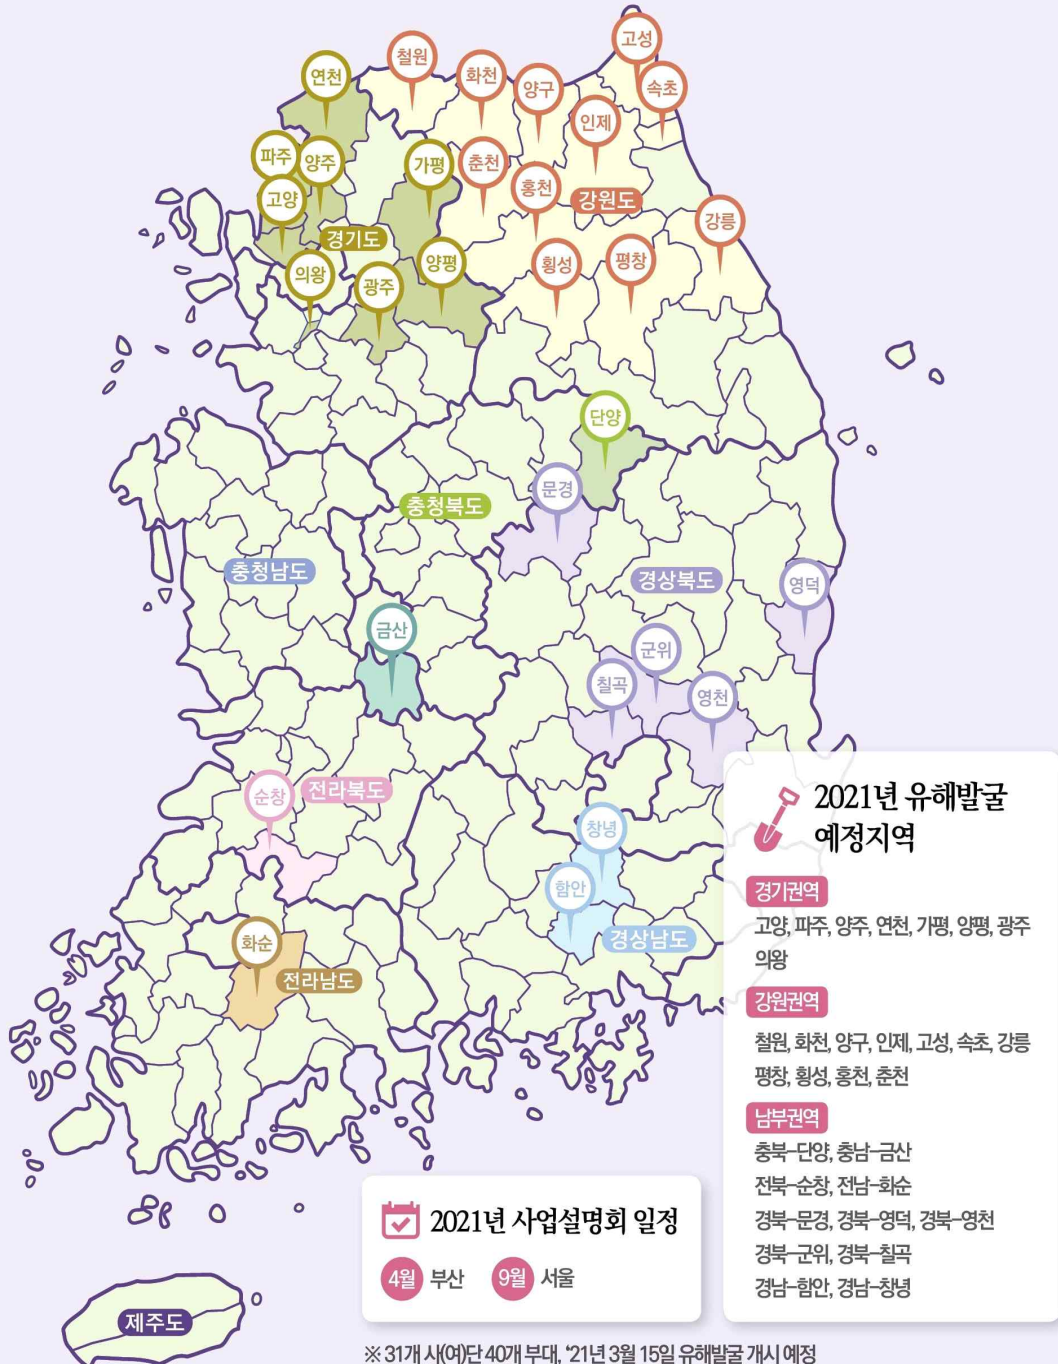 고성
철원
화천
양구
속초
연천
인제
파주
양주
가평
춘천
홍천
고양
강원도
강릉
경기도
의왕
광주
양평
횡성
평창
단양
문경
충청북도
충청남도
경상북도
영덕
금산
군위
칠곡
영천
순창
전라북도
창녕
함안
경상남도
화순
전라남도
제주도
2021년 유해발굴
예정지역
경기권역
고양, 파주, 양주, 연천, 가평, 양평, 광주
의왕
강원권역
철원, 화천, 양구, 인제, 고성, 속초, 강릉
평창, 횡성, 홍천, 춘천
남부권역
충북-단양, 충남-금산
전북-순창, 전남-화순
경북-문경, 경북-영덕, 경북-영천
경북-군위, 경북-칠곡
경남-함안, 경남-창녕
2021년 사업설명회 일정
4월 부산 9월 서울
※ 31개 사(여)단 40개 부대, ‘21년 3월 15일 유해발굴 개시 예정